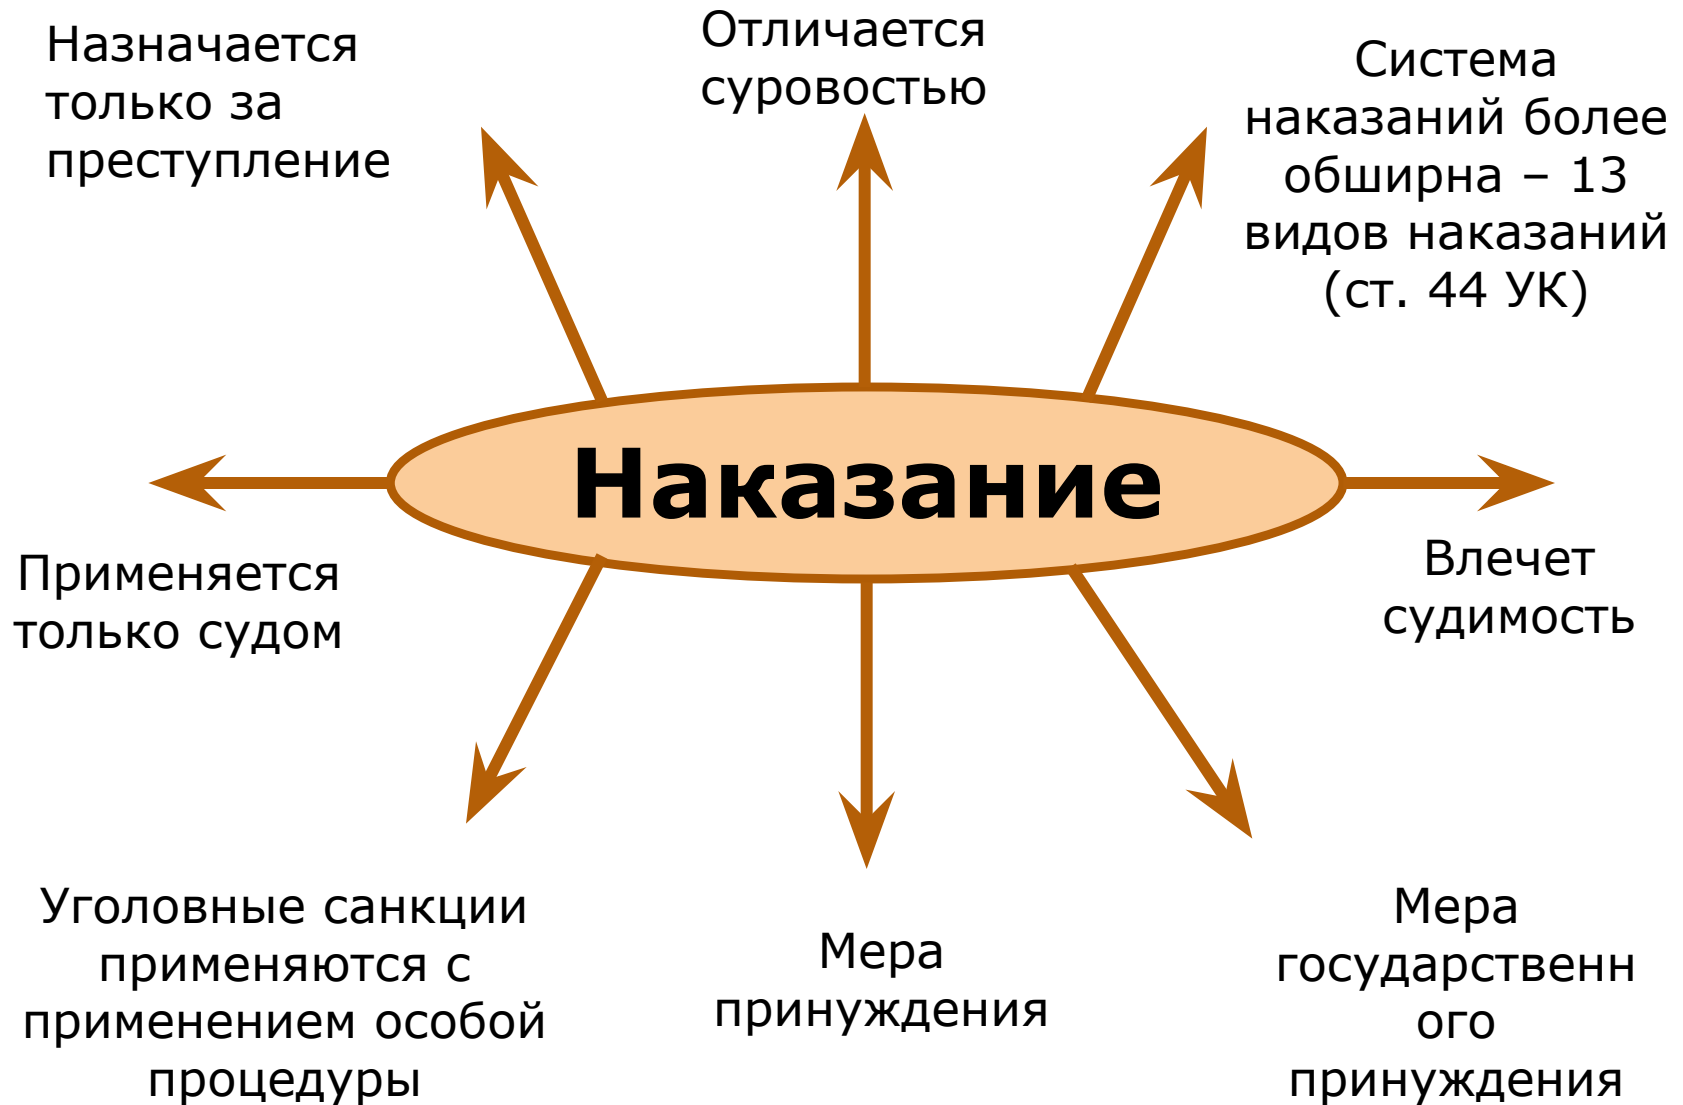 Назначается
только за
преступление
Отличается
суровостью
Система
наказаний более
обширна – 13
видов наказаний
(ст. 44 УК)
Наказание
Применяется
только судом
Влечет
судимость
Уголовные санкции
применяются с
применением особой
процедуры
Мера
принуждения
Мера
государственн
ого
принуждения